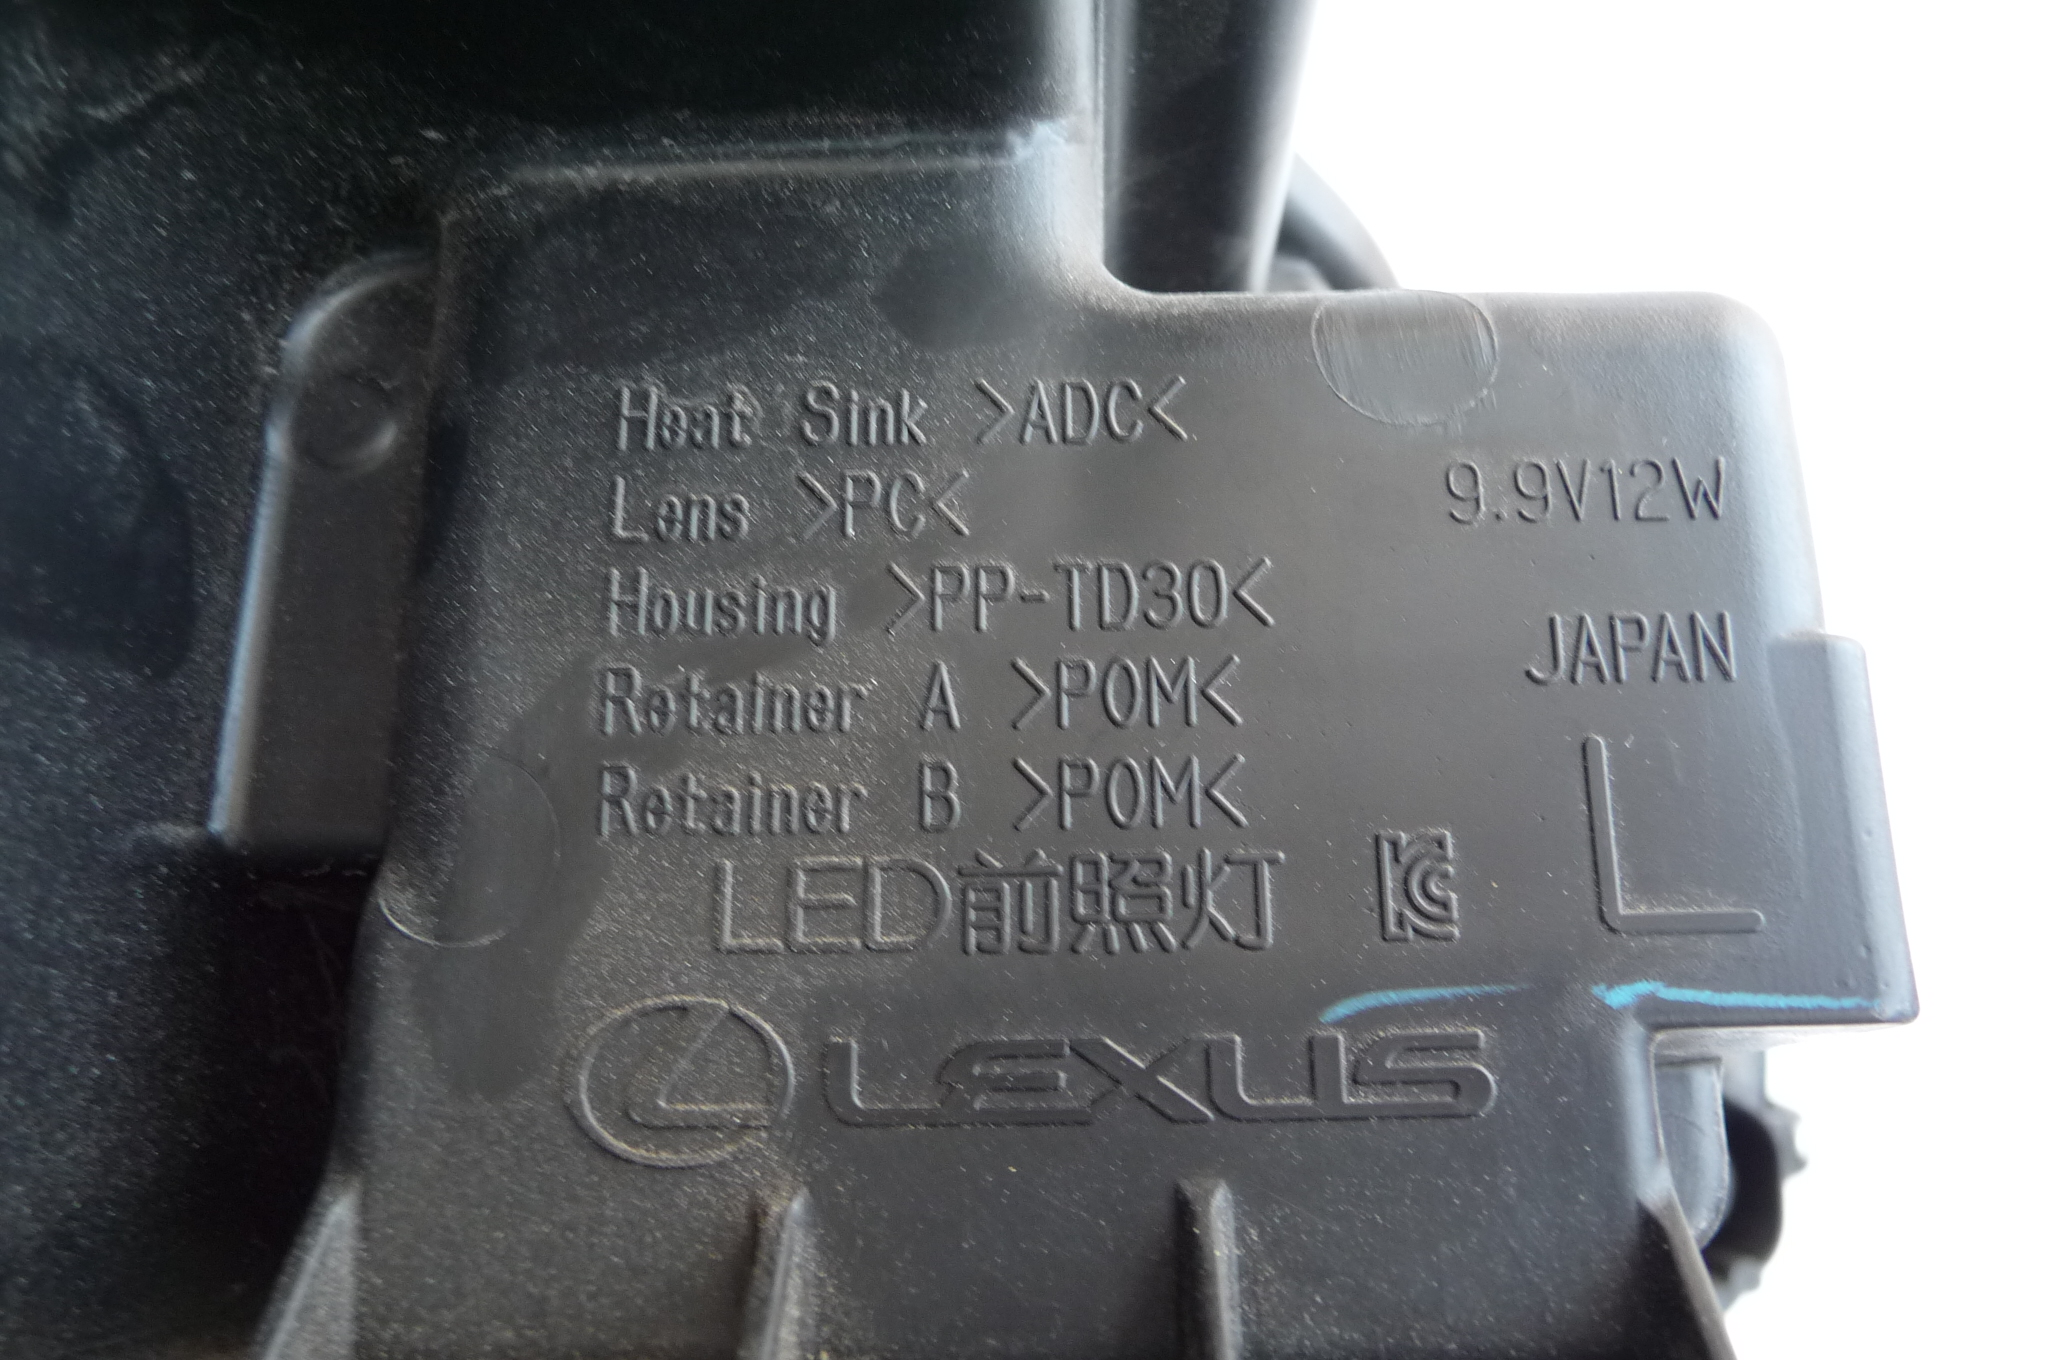 Heat Sink >ADC<
Lens >PC<
9.9V12W
Housing >PP-TD30<
JAPAN
Retainer A >POM<
Retainer B >POM<
L
LED前照灯
KC
LEXUS